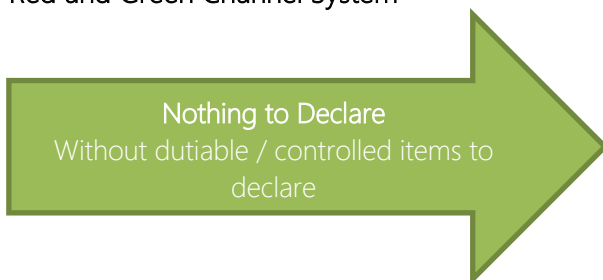 Red and Green Channel System
Nothing to Declare
Without dutiable / controlled items to
declare